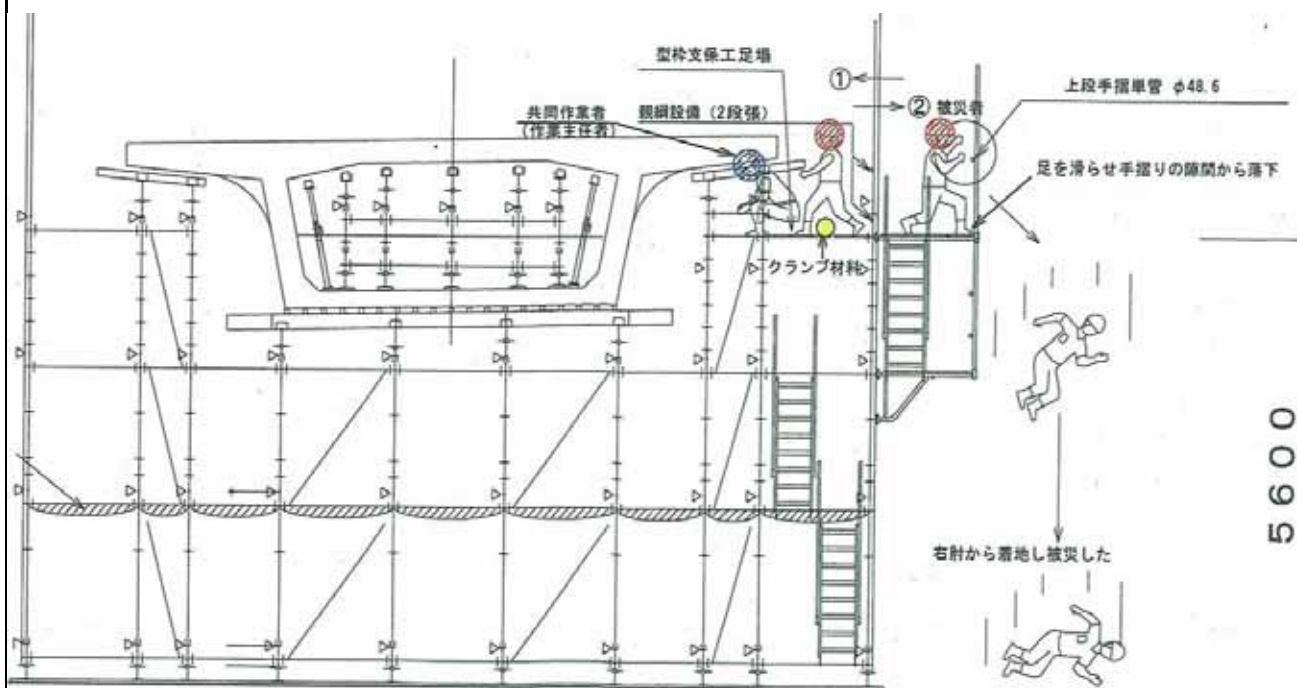 型枠支保工足場
① ② 被災者
上段手摺単管 φ48.6
共同作業者
(作業主任者)
親綱設備(2段張)
足を滑らせ手摺りの隙間から落下
クランプ材料
右肘から着地し被災した
5600